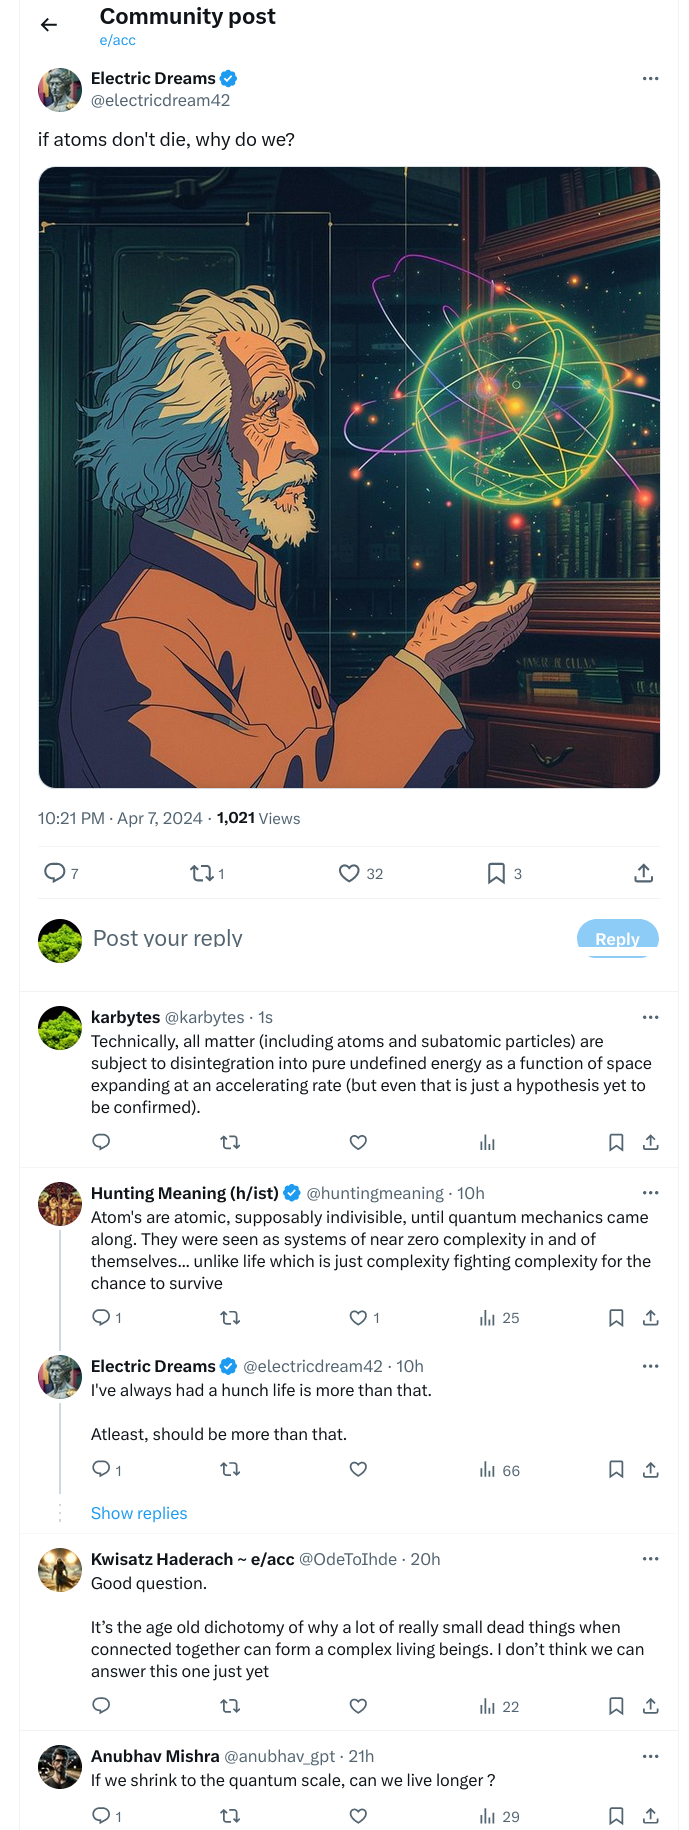 Community post
e/acc
Electric Dreams
@electricdream42
if atoms don't die, why do we?
10:21 PM · Apr 7, 2024 · 1,021 Views
7 1 32 3
Post your reply
Reply
karbytes @karbytes · 1s
Technically, all matter (including atoms and subatomic particles) are
subject to disintegration into pure undefined energy as a function of space
expanding at an accelerating rate (but even that is just a hypothesis yet to
be confirmed).
Hunting Meaning (h/ist) @huntingmeaning · 10h
Atom's are atomic, supposably indivisible, until quantum mechanics came
along. They were seen as systems of near zero complexity in and of
themselves... unlike life which is just complexity fighting complexity for the
chance to survive
1 1 25
Electric Dreams @electricdream42 · 10h
I've always had a hunch life is more than that.
Atleast, should be more than that.
1 66
Show replies
Kwisatz Haderach ~ e/acc @OdeToIhde · 20h
Good question.
It’s the age old dichotomy of why a lot of really small dead things when
connected together can form a complex living beings. I don’t think we can
answer this one just yet
22
Anubhav Mishra @anubhav_gpt · 21h
If we shrink to the quantum scale, can we live longer ?
1 29